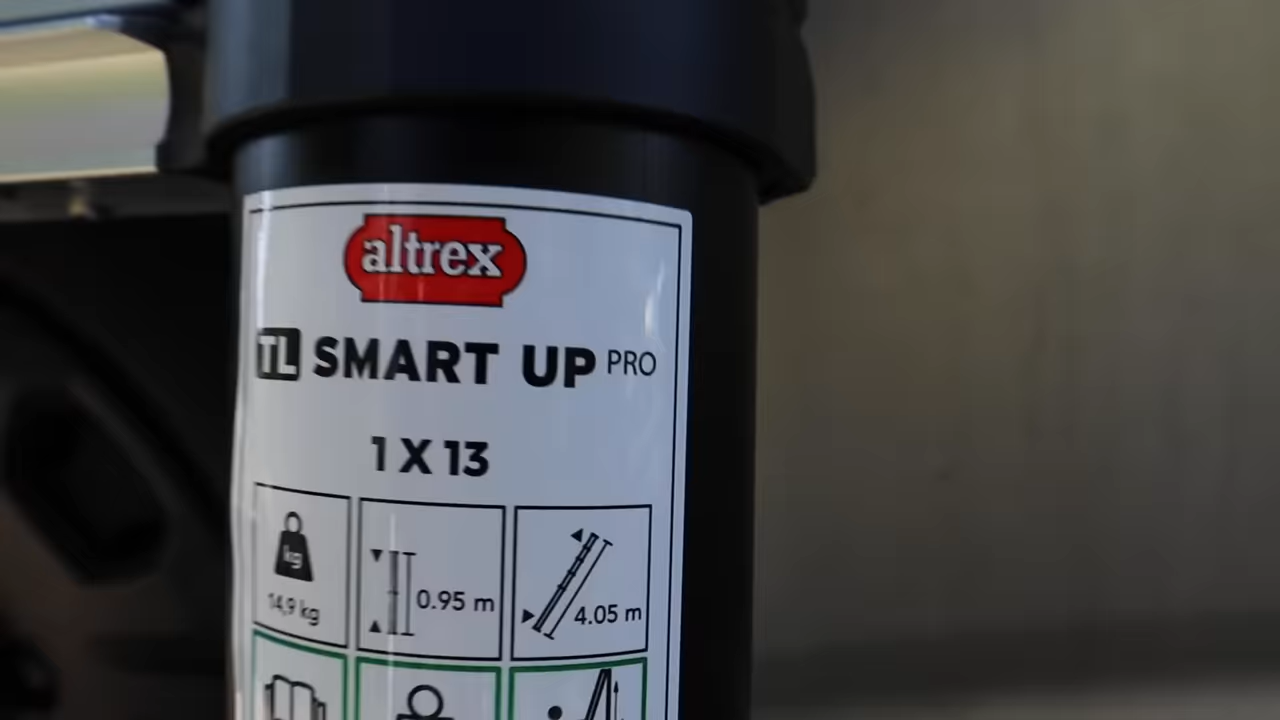 altrex
TL SMART UP PRO
1 X 13
kg
14,9 kg
0.95 m
4.05 m